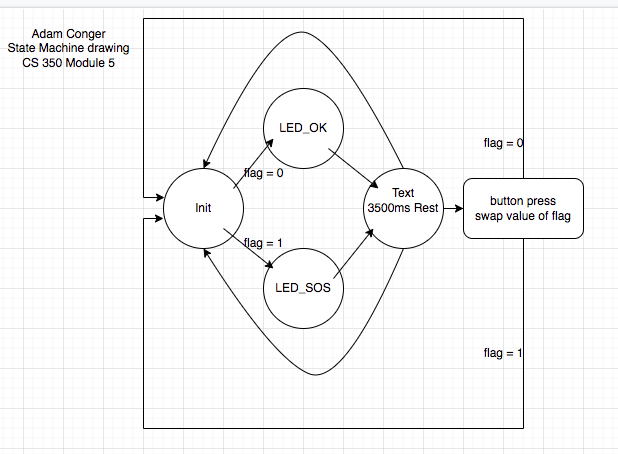 Adam Conger
State Machine drawing
CS 350 Module 5
LED_OK
flag = 0
flag = 0
Init
Text
3500ms Rest
button press
swap value of flag
flag = 1
LED_SOS
flag = 1